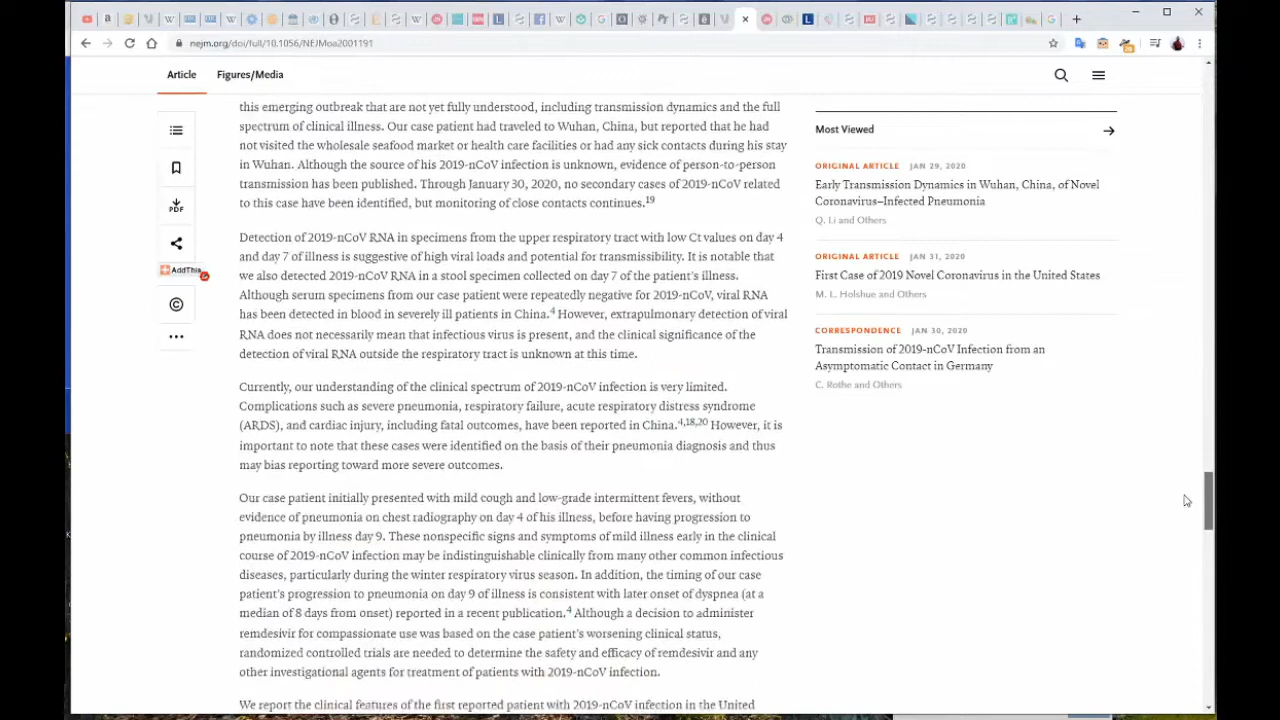 nejm.org/doi/full/10.1056/NEJMoa2001191
Article
Figures/Media
this emerging outbreak that are not yet fully understood, including transmission dynamics and the full
spectrum of clinical illness. Our case patient had traveled to Wuhan, China, but reported that he had
not visited the wholesale seafood market or health care facilities or had any sick contacts during his stay
in Wuhan. Although the source of his 2019-nCoV infection is unknown, evidence of person-to-person
transmission has been published. Through January 30, 2020, no secondary cases of 2019-nCoV related
to this case have been identified, but monitoring of close contacts continues.19
Detection of 2019-nCoV RNA in specimens from the upper respiratory tract with low Ct values on day 4
and day 7 of illness is suggestive of high viral loads and potential for transmissibility. It is notable that
we also detected 2019-nCoV RNA in a stool specimen collected on day 7 of the patient's illness.
Although serum specimens from our case patient were repeatedly negative for 2019-nCoV, viral RNA
has been detected in blood in severely ill patients in China.4 However, extrapulmonary detection of viral
RNA does not necessarily mean that infectious virus is present, and the clinical significance of the
detection of viral RNA outside the respiratory tract is unknown at this time.
Currently, our understanding of the clinical spectrum of 2019-nCoV infection is very limited.
Complications such as severe pneumonia, respiratory failure, acute respiratory distress syndrome
(ARDS), and cardiac injury, including fatal outcomes, have been reported in China.4,18,20 However, it is
important to note that these cases were identified on the basis of their pneumonia diagnosis and thus
may bias reporting toward more severe outcomes.
Our case patient initially presented with mild cough and low-grade intermittent fevers, without
evidence of pneumonia on chest radiography on day 4 of his illness, before having progression to
pneumonia by illness day 9. These nonspecific signs and symptoms of mild illness early in the clinical
course of 2019-nCoV infection may be indistinguishable clinically from many other common infectious
diseases, particularly during the winter respiratory virus season. In addition, the timing of our case
patient's progression to pneumonia on day 9 of illness is consistent with later onset of dyspnea (at a
median of 8 days from onset) reported in a recent publication.4 Although a decision to administer
remdesivir for compassionate use was based on the case patient's worsening clinical status,
randomized controlled trials are needed to determine the safety and efficacy of remdesivir and any
other investigational agents for treatment of patients with 2019-nCoV infection.
We report the clinical features of the first reported patient with 2019-nCoV infection in the United
PDF
AddThis
Most Viewed
ORIGINAL ARTICLE JAN 29, 2020
Early Transmission Dynamics in Wuhan, China, of Novel
Coronavirus–Infected Pneumonia
Q. Li and Others
ORIGINAL ARTICLE JAN 31, 2020
First Case of 2019 Novel Coronavirus in the United States
M. L. Holshue and Others
CORRESPONDENCE JAN 30, 2020
Transmission of 2019-nCoV Infection from an
Asymptomatic Contact in Germany
C. Rothe and Others